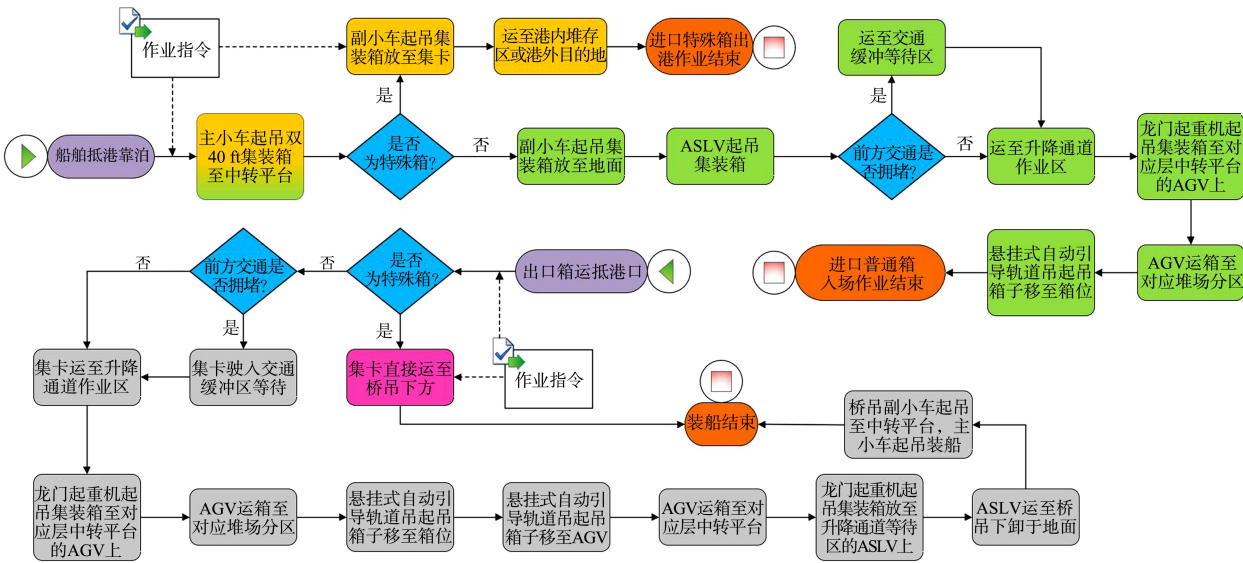 作业指令
副小车起吊集
装箱放至集卡
运至港内堆存
区或港外目的地
进口特殊箱出
港作业结束
运至交通
缓冲等待区
是
是
船舶抵港靠泊
主小车起吊双
40 ft集装箱
至中转平台
是否
为特殊箱?
否
副小车起吊集
装箱放至地面
ASLV起吊
集装箱
前方交通是
否拥堵?
否
运至升降通道
作业区
龙门起重机起
吊集装箱至对
应层中转平台
的AGV上
否
前方交通是
否拥堵?
否
是否
为特殊箱?
出口箱运抵港口
进口普通箱
入场作业结束
悬挂式自动引
导轨道吊起吊
箱子移至箱位
AGV运箱至
对应堆场分区
是
是
集卡运至升降
通道作业区
集卡驶入交通
缓冲区等待
集卡直接运至
桥吊下方
作业指令
装船结束
桥吊副小车起吊
至中转平台，主
小车起吊装船
龙门起重机起
吊集装箱至对
应层中转平台
的AGV上
AGV运箱至
对应堆场分区
悬挂式自动引
导轨道吊起吊
箱子移至箱位
悬挂式自动引
导轨道吊起吊
箱子移至AGV
AGV运箱至对
应层中转平台
龙门起重机起
吊集装箱放至
升降通道等待
区的ASLV上
ASLV运至桥
吊下卸于地面